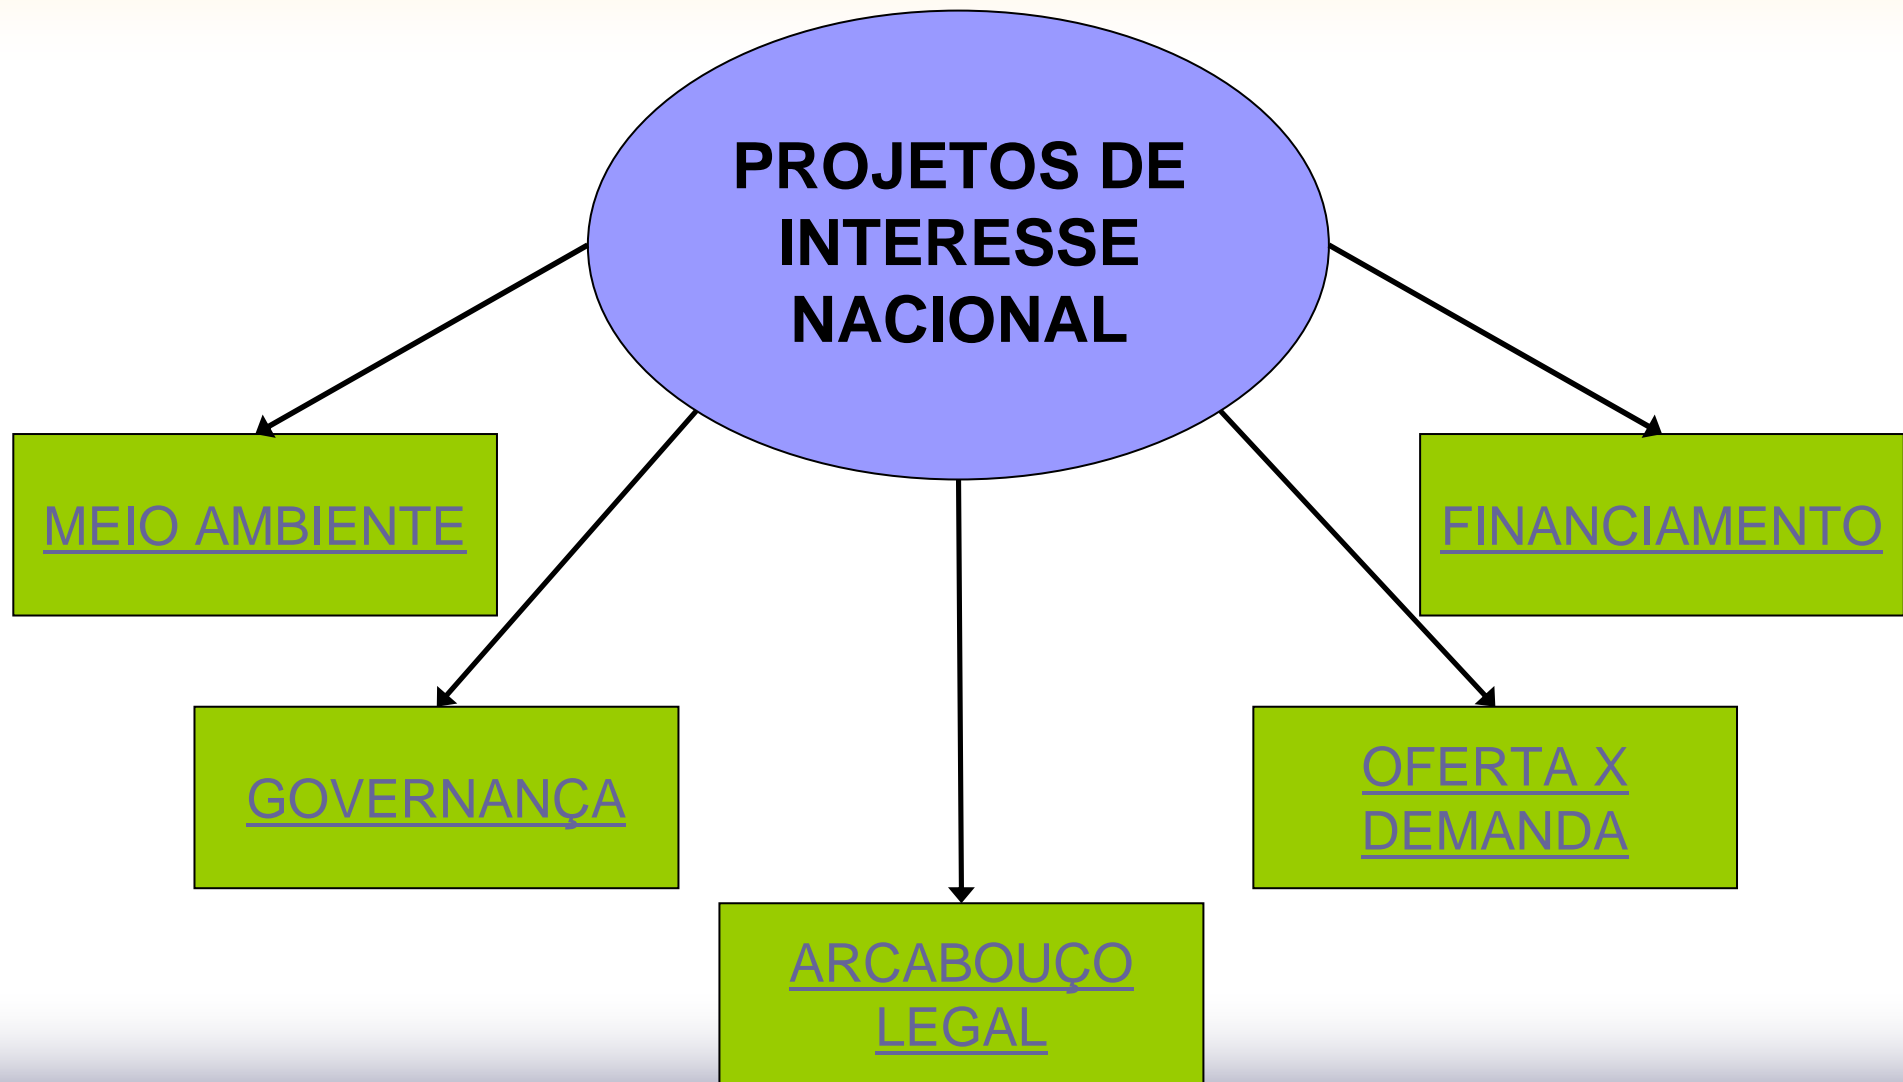 PROJETOS DE
INTERESSE
NACIONAL
MEIO AMBIENTE
FINANCIAMENTO
GOVERNANÇA
OFERTA X
DEMANDA
ARCABOUÇO
LEGAL